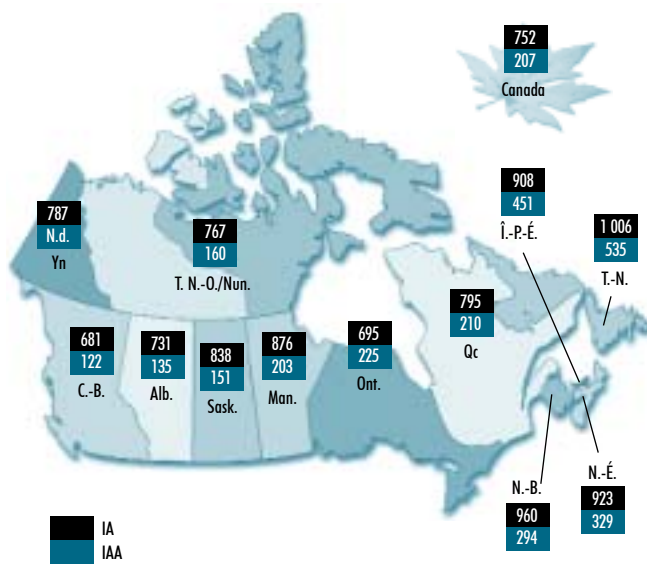 752
207
Canada
908
451
Î.-P.-É.
1 006
535
T.-N.
787
N.d.
Yn
767
160
T. N.-O./Nun.
795
210
Qc
681
122
C.-B.
731
135
Alb.
838
151
Sask.
876
203
Man.
695
225
Ont.
N.-B.
960
294
N.-É.
923
329
IA
IAA